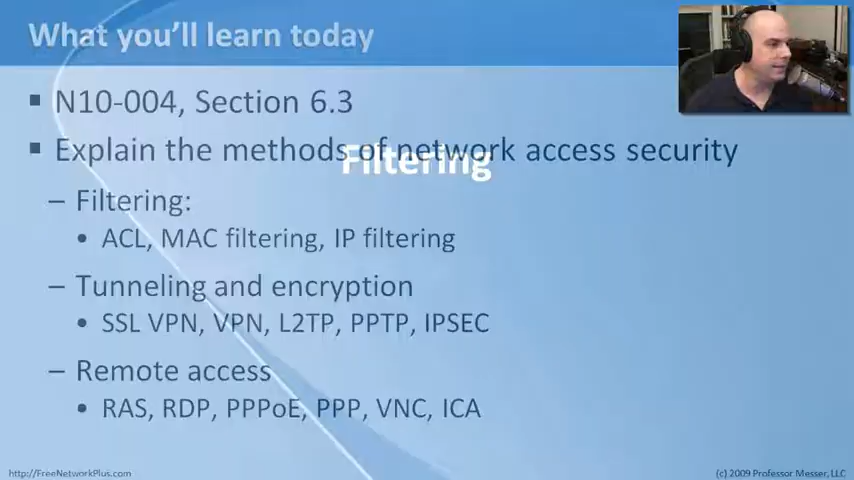 What you'll learn today
▪ N10-004, Section 6.3
▪ Explain the methods of network access security
Filtering
– Filtering:
• ACL, MAC filtering, IP filtering
– Tunneling and encryption
• SSL VPN, VPN, L2TP, PPTP, IPSEC
– Remote access
• RAS, RDP, PPPoE, PPP, VNC, ICA
http://FreeNetworkPlus.com
(c) 2009 Professor Messer, LLC